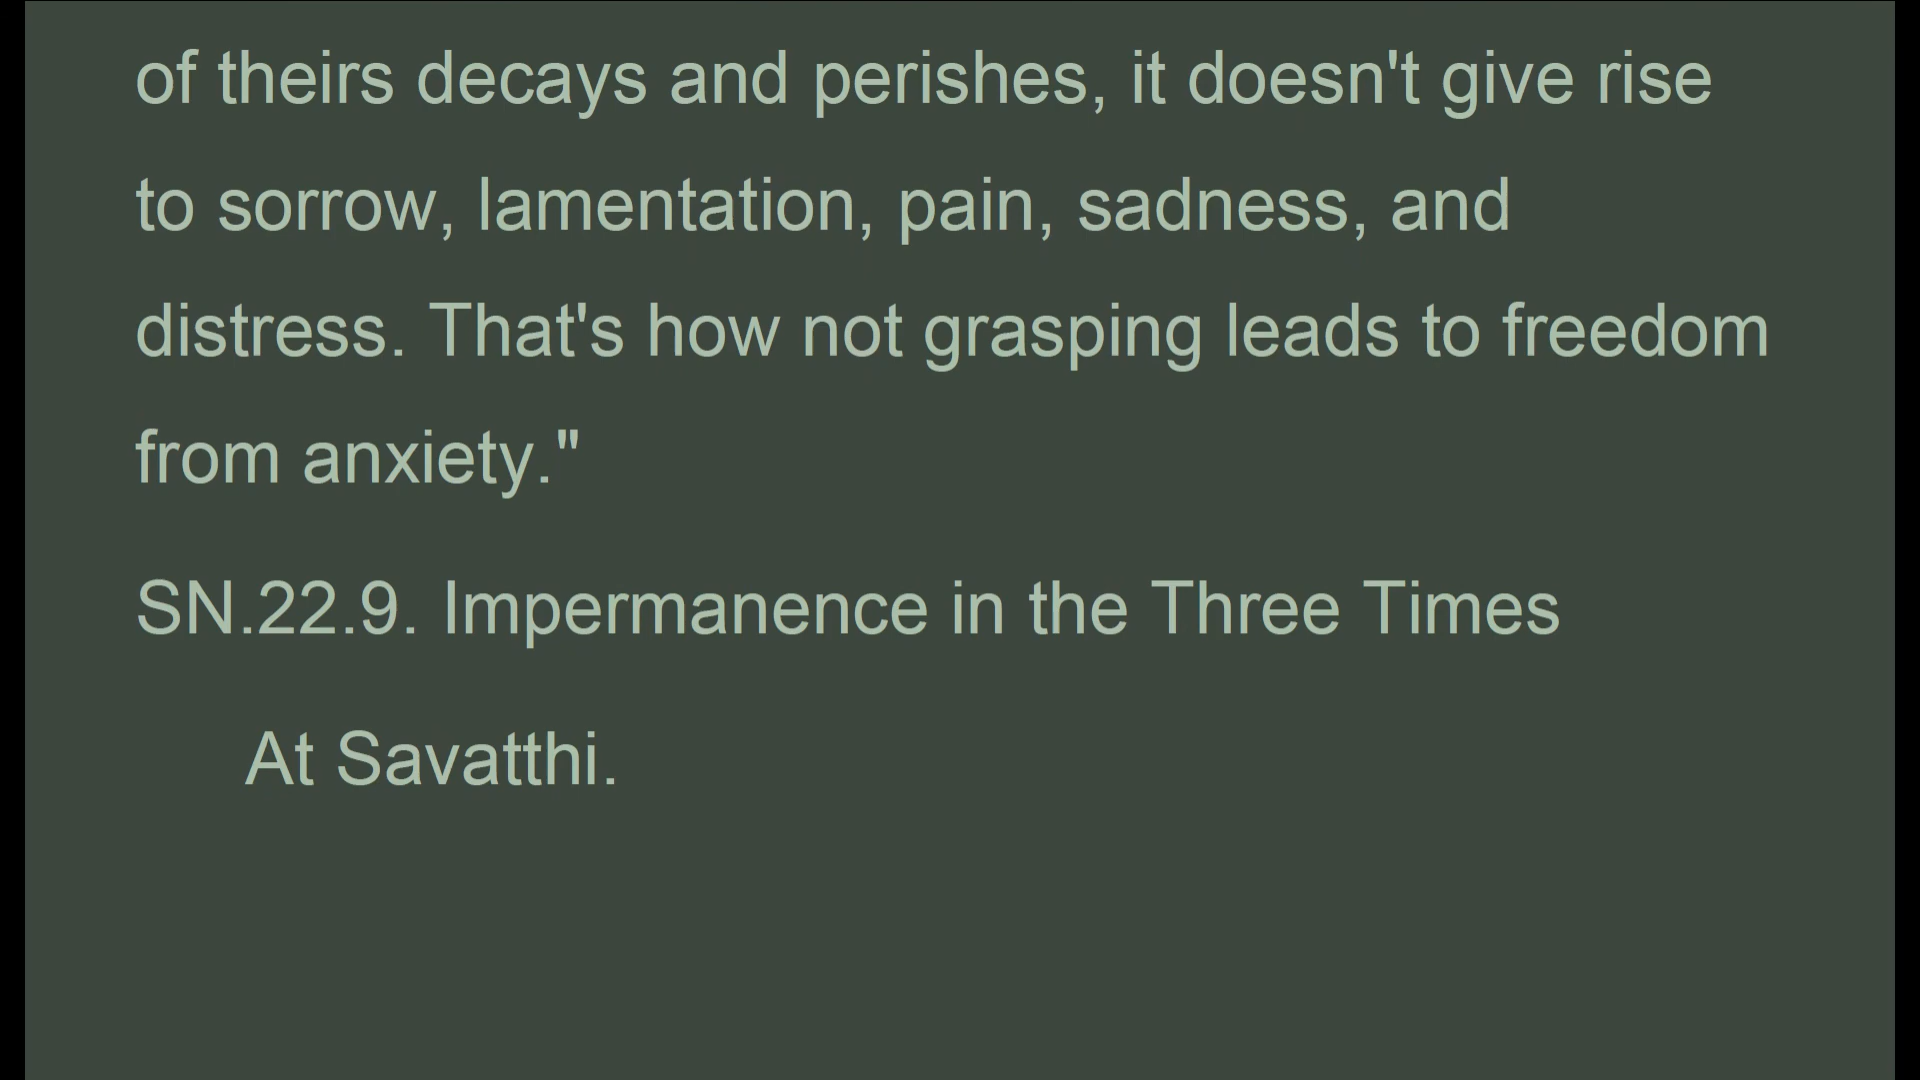 of theirs decays and perishes, it doesn't give rise
to sorrow, lamentation, pain, sadness, and
distress. That's how not grasping leads to freedom
from anxiety."
SN.22.9. Impermanence in the Three Times
At Savatthi.